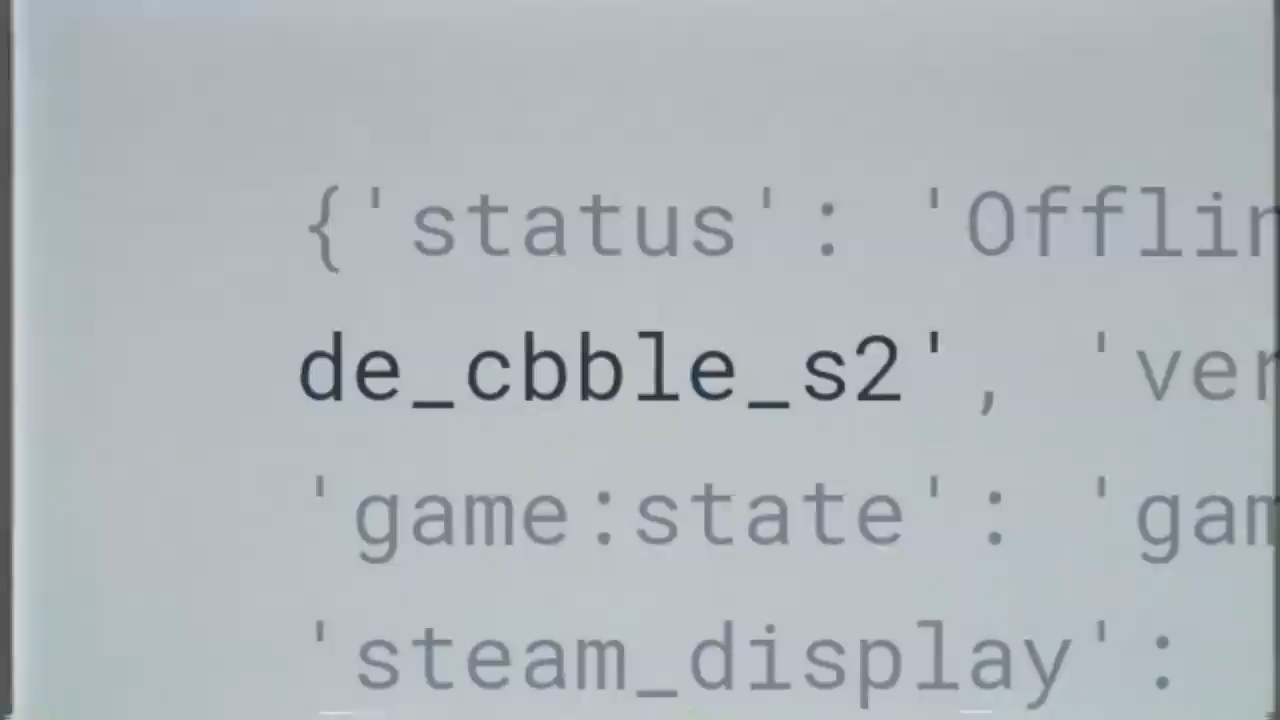 {'status': 'Offlin
de_cbble_s2', 'ver
'game:state': 'gam
'steam_display':